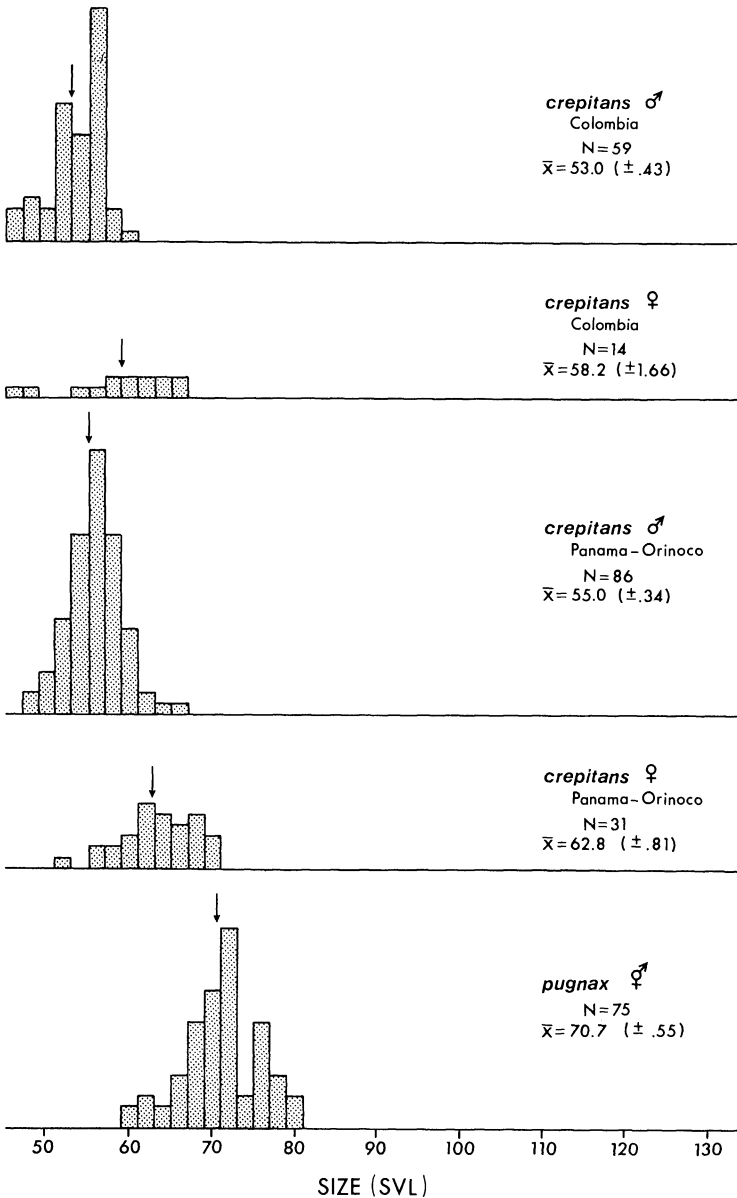 crepitans ♂
Colombia
N=59
x̄=53.0 (±.43)
crepitans ♀
Colombia
N=14
x̄=58.2 (±1.66)
crepitans ♂
Panama-Orinoco
N=86
x̄=55.0 (±.34)
crepitans ♀
Panama-Orinoco
N=31
x̄=62.8 (±.81)
pugnax ⚥
N=75
x̄=70.7 (±.55)
50 60 70 80 90 100 110 120 130
SIZE (SVL)